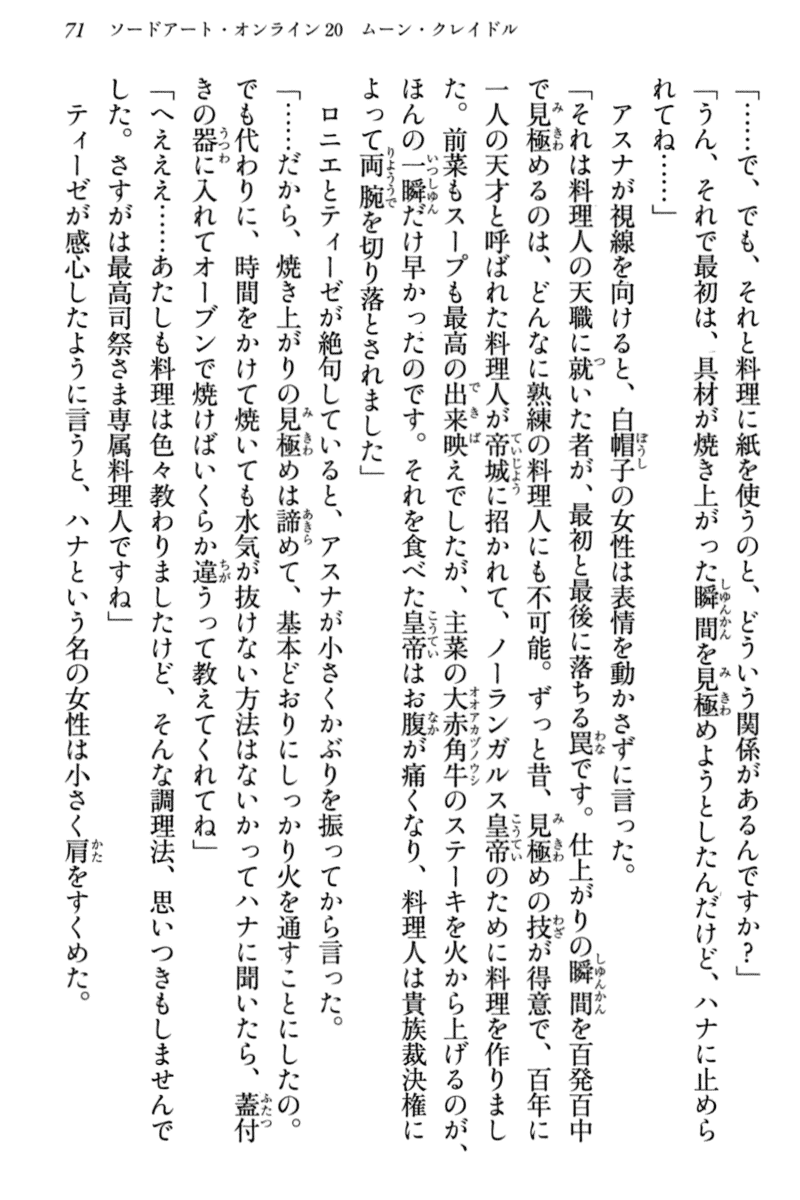 71　ソードアート・オンライン20　ムーン・クレイドル
「……で、でも、それと料理に紙を使うのと、どういう関係があるんですか？」
「うん、それで最初は、具材が焼き上がった瞬間を見極めようとしたんだけど、ハナに止めら
れてね……」
　アスナが視線を向けると、白帽子の女性は表情を動かさずに言った。
「それは料理人の天職に就いた者が、最初と最後に落ちる罠です。仕上がりの瞬間を百発百中
で見極めるのは、どんなに熟練の料理人にも不可能。ずっと昔、見極めの技が得意で、百年に
一人の天才と呼ばれた料理人が帝城に招かれて、ノーランガルス皇帝のために料理を作りまし
た。前菜もスープも最高の出来映えでしたが、主菜の大赤角牛のステーキを火から上げるのが、
ほんの一瞬だけ早かったのです。それを食べた皇帝はお腹が痛くなり、料理人は貴族裁決権に
よって両腕を切り落とされました」
　ロニエとティーゼが絶句していると、アスナが小さくかぶりを振ってから言った。
「……だから、焼き上がりの見極めは諦めて、基本どおりにしっかり火を通すことにしたの。
でも代わりに、時間をかけて焼いても水気が抜けない方法はないかってハナに聞いたら、蓋付
きの器に入れてオーブンで焼けばいくらか違うって教えてくれてね」
「へえええ……あたしも料理は色々教わりましたけど、そんな調理法、思いつきもしませんで
した。さすがは最高司祭さま専属料理人ですね」
　ティーゼが感心したように言うと、ハナという名の女性は小さく肩をすくめた。